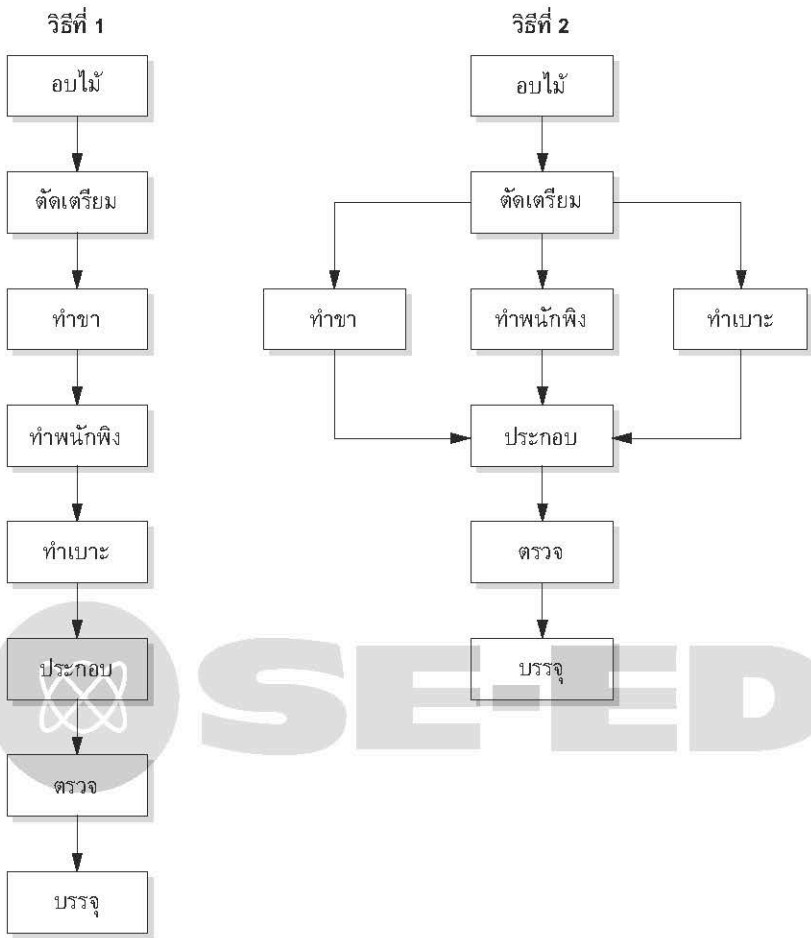 วิธีที่ 1
อบไม้
ตัดเตรียม
ทำขา
ทำพนักพิง
ทำเบาะ
ประกอบ
ตรวจ
บรรจุ
วิธีที่ 2
อบไม้
ตัดเตรียม
ทำขา
ทำพนักพิง
ทำเบาะ
ประกอบ
ตรวจ
บรรจุ
SE-ED